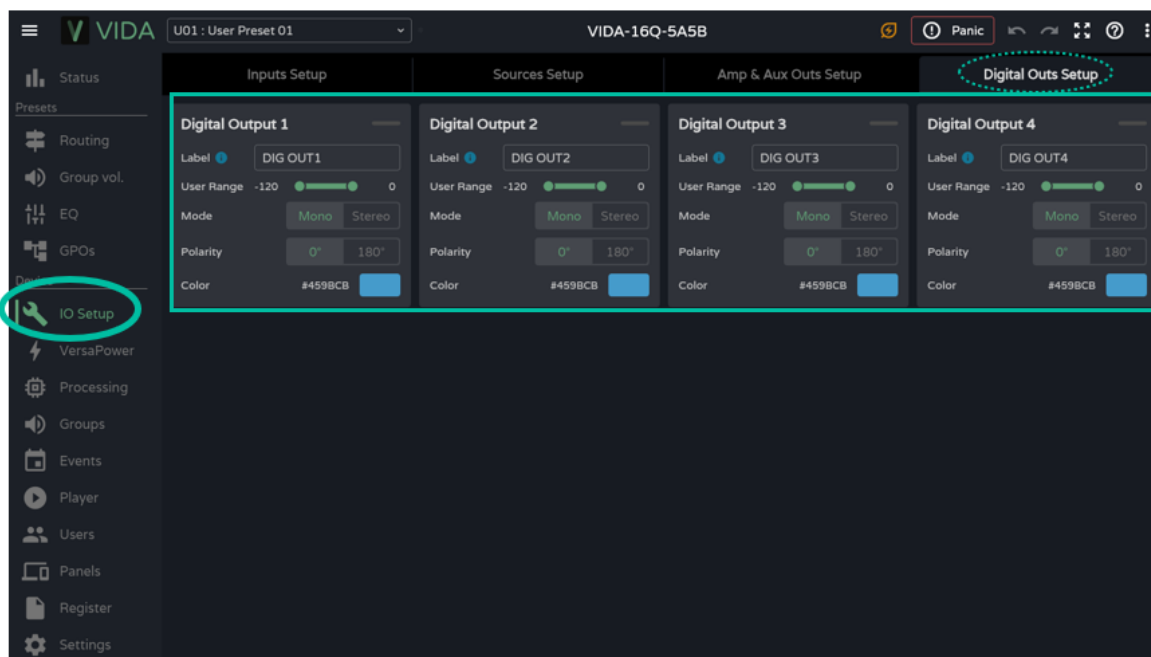 VIDA U01 : User Preset 01 VIDA-16Q-5A5B Panic
Status
Presets
Routing
Group vol.
EQ
GPOs
Device
IO Setup
VersaPower
Processing
Groups
Events
Player
Users
Panels
Register
Settings
Inputs Setup Sources Setup Amp & Aux Outs Setup Digital Outs Setup
Digital Output 1
Label DIG OUT1
User Range -120 0
Mode Mono Stereo
Polarity 0° 180°
Color #459BCB
Digital Output 2
Label DIG OUT2
User Range -120 0
Mode Mono Stereo
Polarity 0° 180°
Color #459BCB
Digital Output 3
Label DIG OUT3
User Range -120 0
Mode Mono Stereo
Polarity 0° 180°
Color #459BCB
Digital Output 4
Label DIG OUT4
User Range -120 0
Mode Mono Stereo
Polarity 0° 180°
Color #459BCB